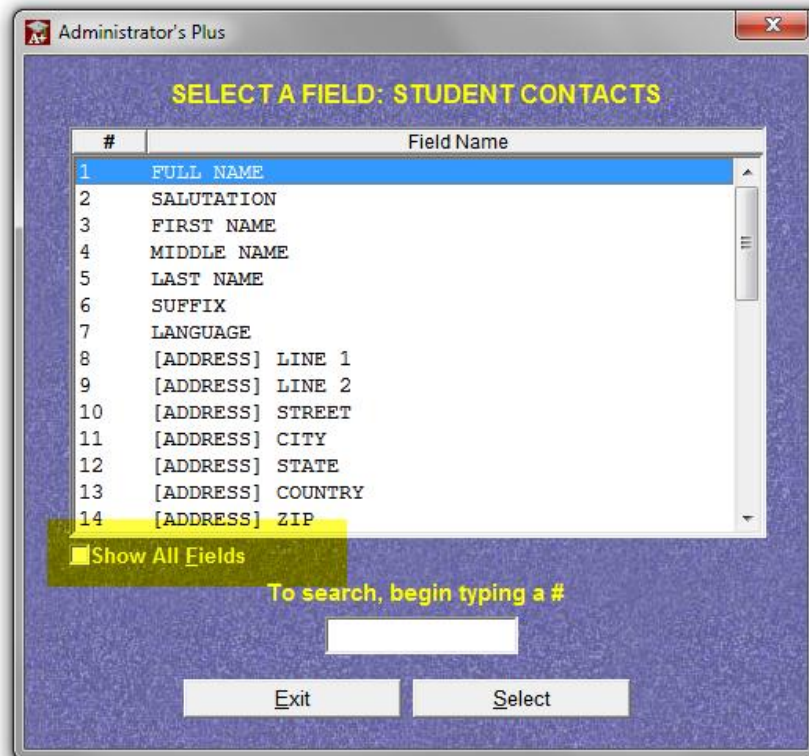 A+ Administrator's Plus
SELECT A FIELD: STUDENT CONTACTS
# Field Name
1 FULL NAME
2 SALUTATION
3 FIRST NAME
4 MIDDLE NAME
5 LAST NAME
6 SUFFIX
7 LANGUAGE
8 [ADDRESS] LINE 1
9 [ADDRESS] LINE 2
10 [ADDRESS] STREET
11 [ADDRESS] CITY
12 [ADDRESS] STATE
13 [ADDRESS] COUNTRY
14 [ADDRESS] ZIP
Show All Fields
To search, begin typing a #
Exit Select